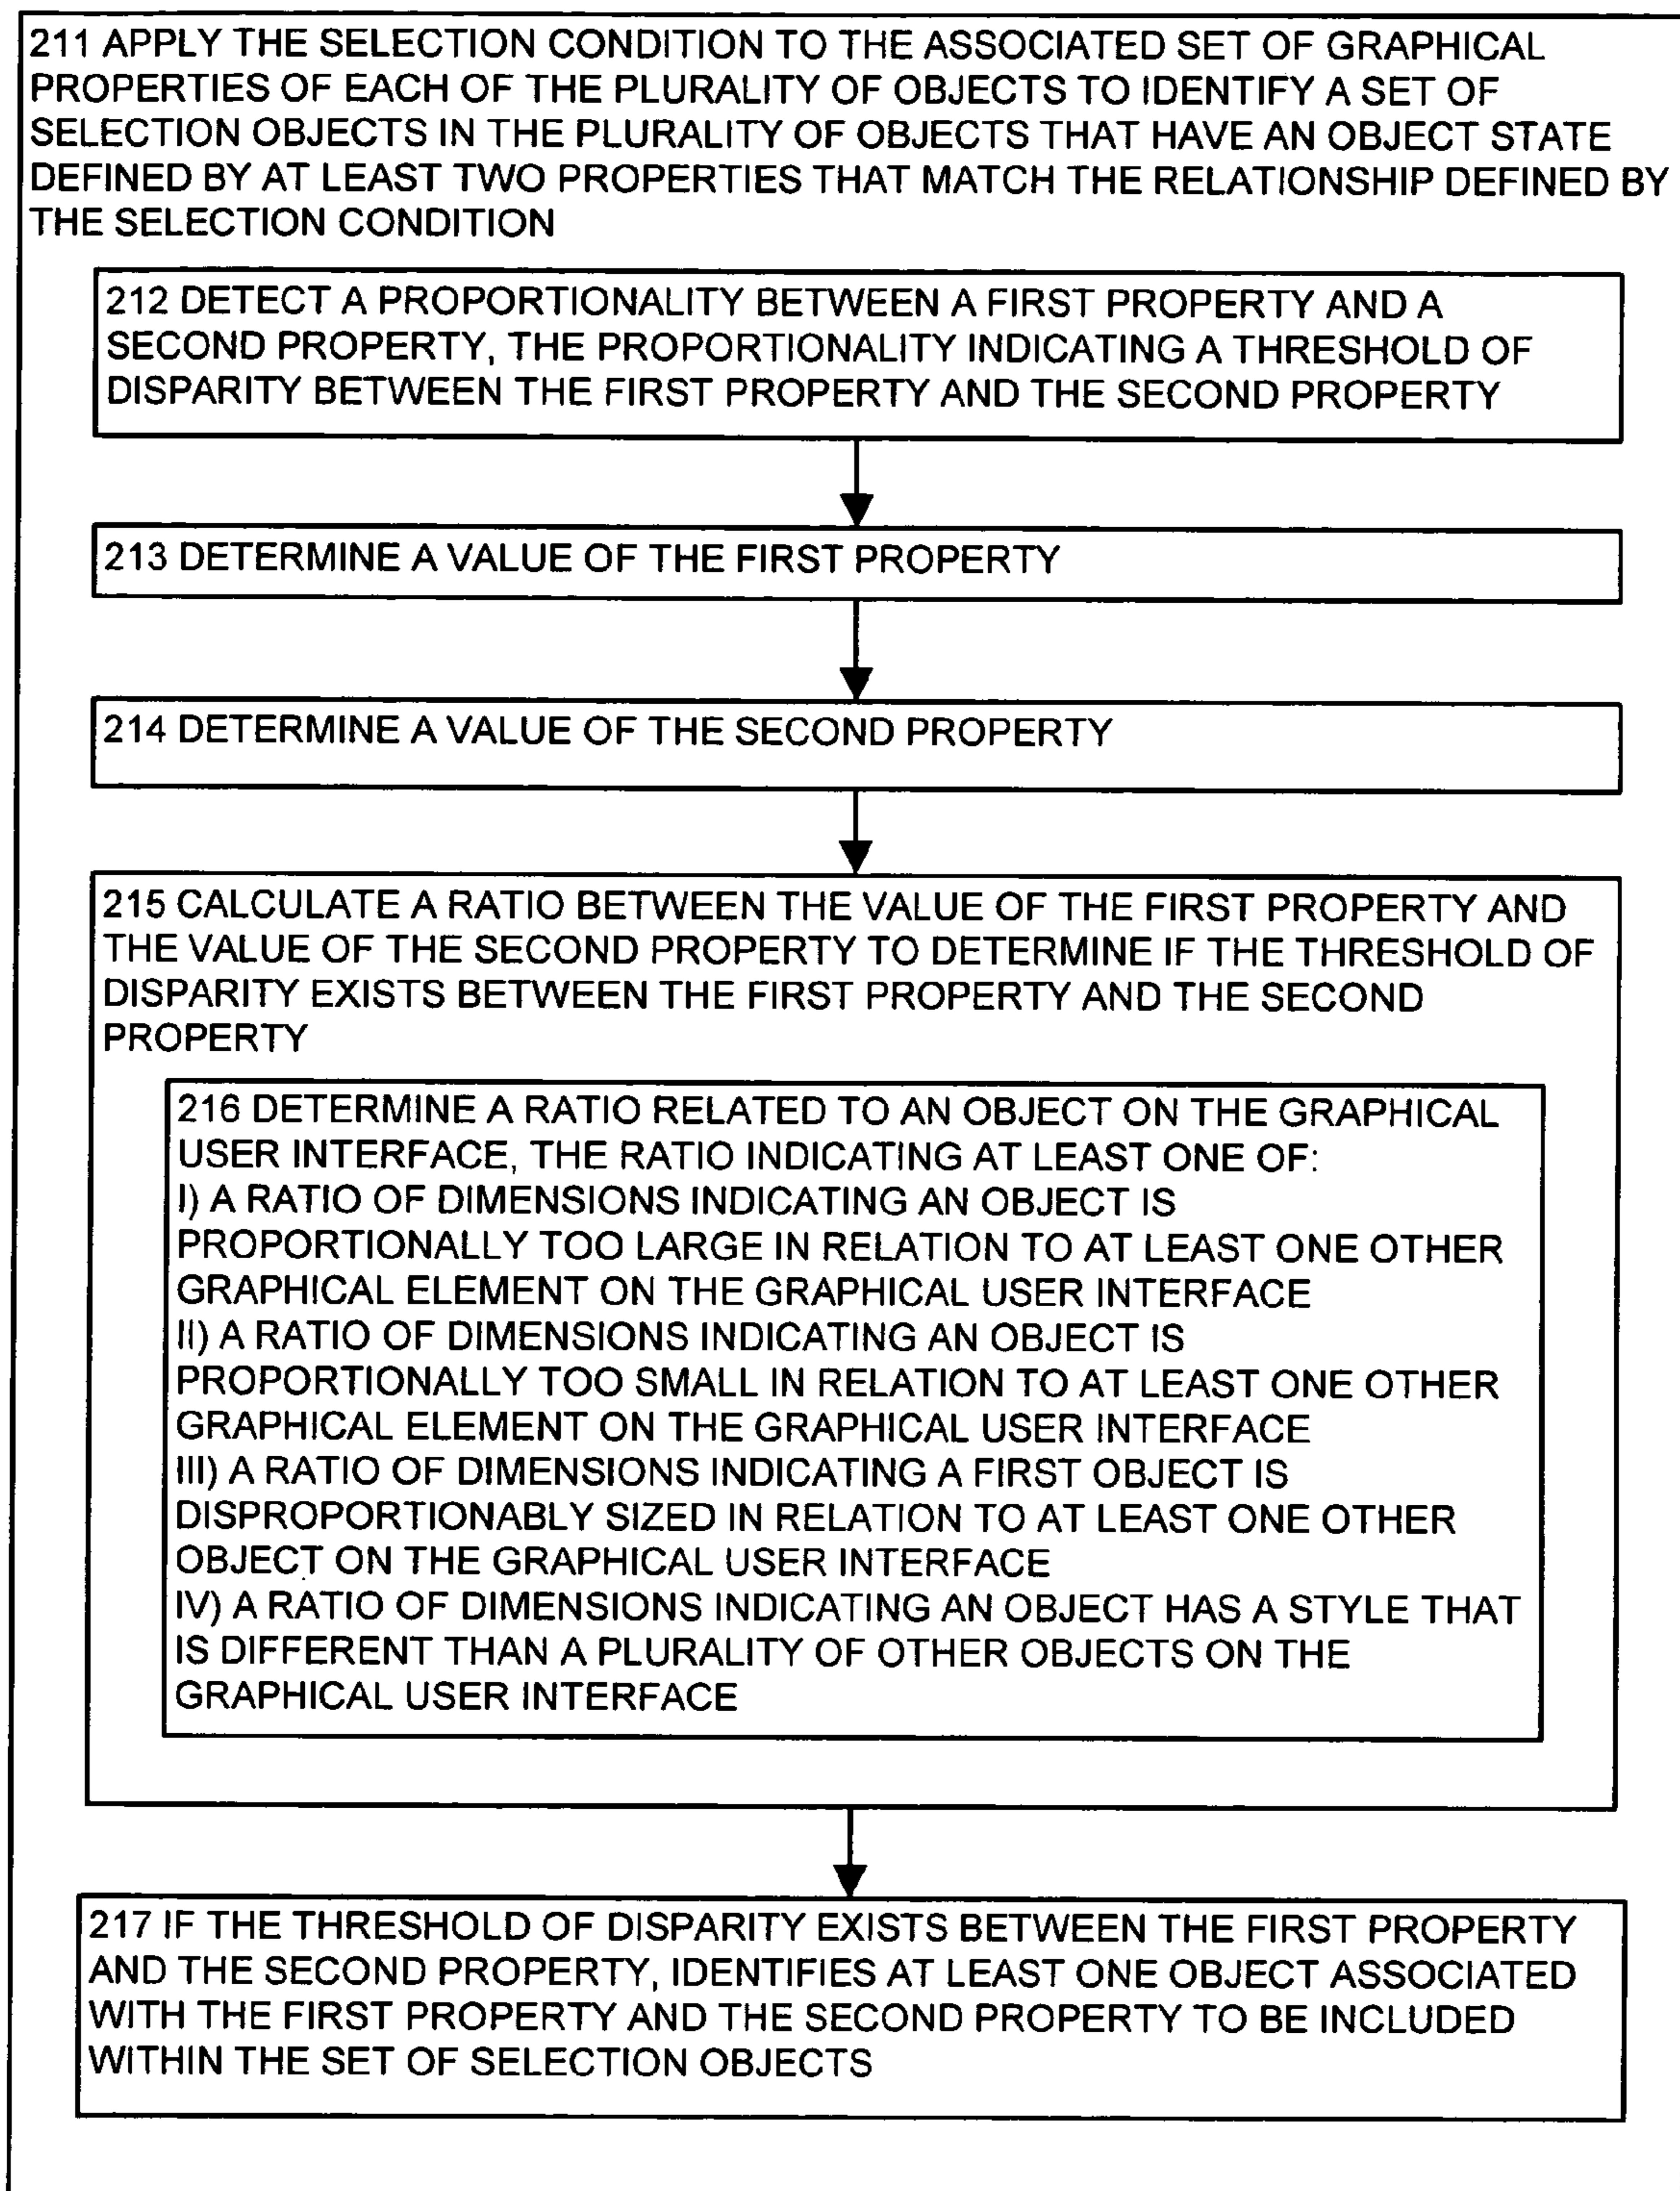 211 APPLY THE SELECTION CONDITION TO THE ASSOCIATED SET OF GRAPHICAL
PROPERTIES OF EACH OF THE PLURALITY OF OBJECTS TO IDENTIFY A SET OF
SELECTION OBJECTS IN THE PLURALITY OF OBJECTS THAT HAVE AN OBJECT STATE
DEFINED BY AT LEAST TWO PROPERTIES THAT MATCH THE RELATIONSHIP DEFINED BY
THE SELECTION CONDITION
212 DETECT A PROPORTIONALITY BETWEEN A FIRST PROPERTY AND A
SECOND PROPERTY, THE PROPORTIONALITY INDICATING A THRESHOLD OF
DISPARITY BETWEEN THE FIRST PROPERTY AND THE SECOND PROPERTY
213 DETERMINE A VALUE OF THE FIRST PROPERTY
214 DETERMINE A VALUE OF THE SECOND PROPERTY
215 CALCULATE A RATIO BETWEEN THE VALUE OF THE FIRST PROPERTY AND
THE VALUE OF THE SECOND PROPERTY TO DETERMINE IF THE THRESHOLD OF
DISPARITY EXISTS BETWEEN THE FIRST PROPERTY AND THE SECOND
PROPERTY
216 DETERMINE A RATIO RELATED TO AN OBJECT ON THE GRAPHICAL
USER INTERFACE, THE RATIO INDICATING AT LEAST ONE OF:
I) A RATIO OF DIMENSIONS INDICATING AN OBJECT IS
PROPORTIONALLY TOO LARGE IN RELATION TO AT LEAST ONE OTHER
GRAPHICAL ELEMENT ON THE GRAPHICAL USER INTERFACE
II) A RATIO OF DIMENSIONS INDICATING AN OBJECT IS
PROPORTIONALLY TOO SMALL IN RELATION TO AT LEAST ONE OTHER
GRAPHICAL ELEMENT ON THE GRAPHICAL USER INTERFACE
III) A RATIO OF DIMENSIONS INDICATING A FIRST OBJECT IS
DISPROPORTIONABLY SIZED IN RELATION TO AT LEAST ONE OTHER
OBJECT ON THE GRAPHICAL USER INTERFACE
IV) A RATIO OF DIMENSIONS INDICATING AN OBJECT HAS A STYLE THAT
IS DIFFERENT THAN A PLURALITY OF OTHER OBJECTS ON THE
GRAPHICAL USER INTERFACE
217 IF THE THRESHOLD OF DISPARITY EXISTS BETWEEN THE FIRST PROPERTY
AND THE SECOND PROPERTY, IDENTIFIES AT LEAST ONE OBJECT ASSOCIATED
WITH THE FIRST PROPERTY AND THE SECOND PROPERTY TO BE INCLUDED
WITHIN THE SET OF SELECTION OBJECTS